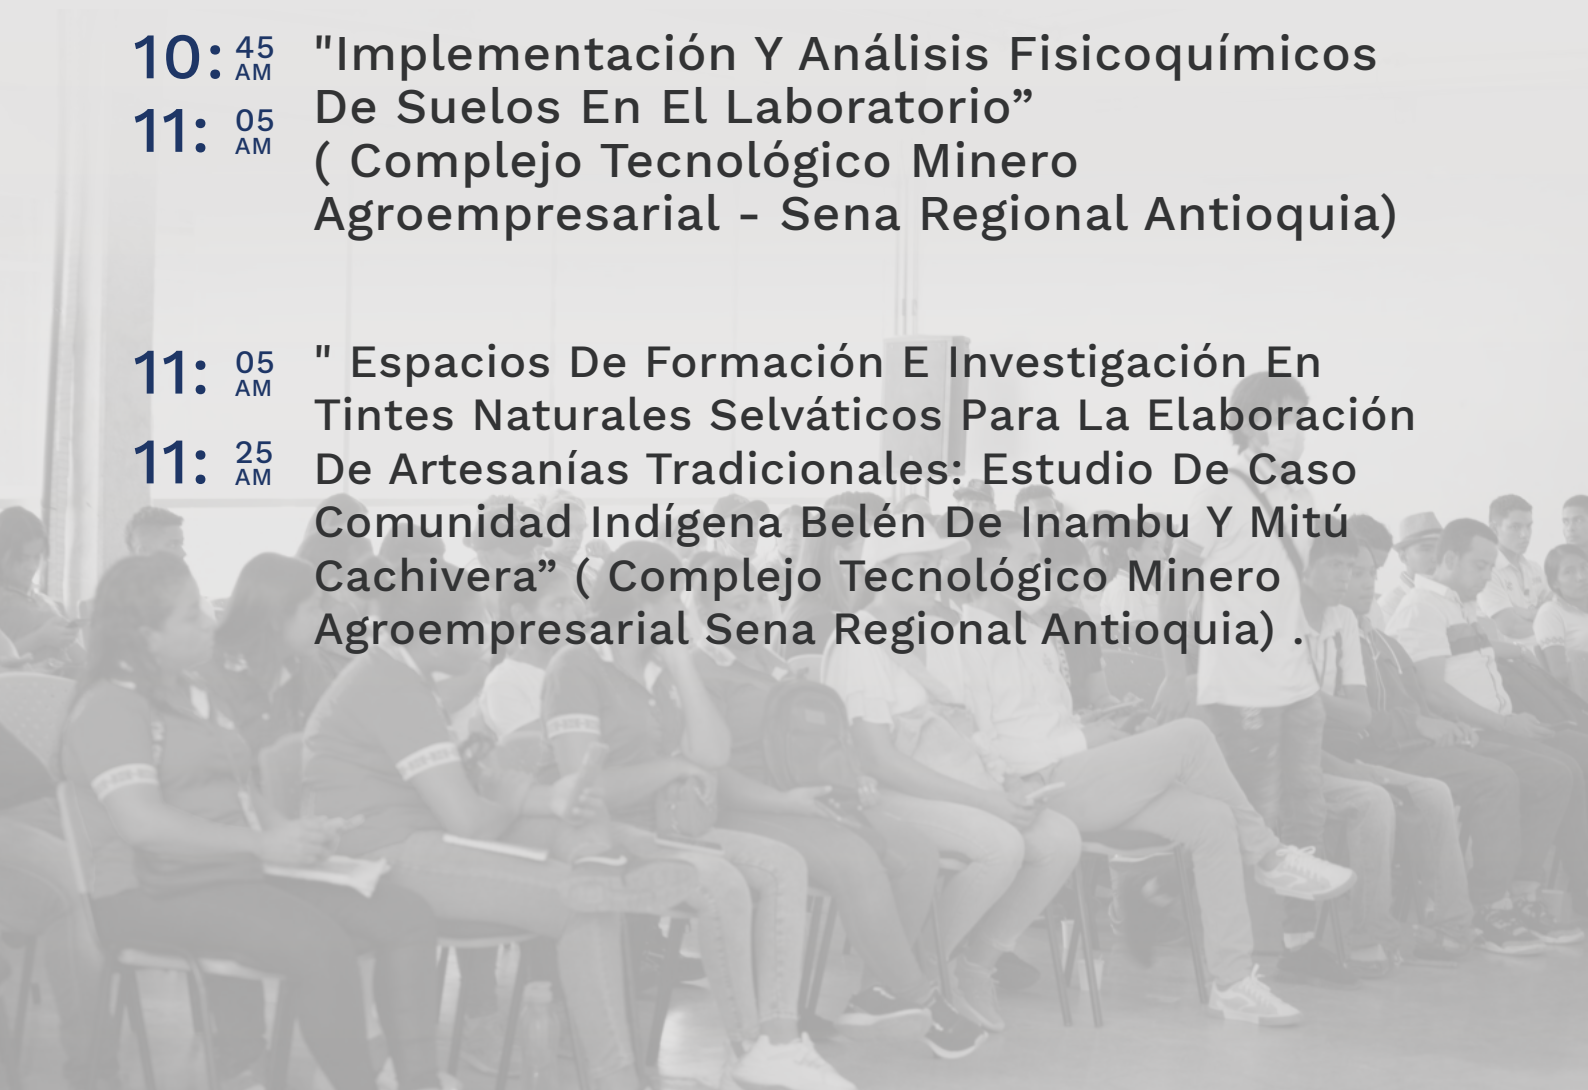 10: 45 AM "Implementación Y Análisis Fisicoquímicos
11: 05 AM De Suelos En El Laboratorio”
( Complejo Tecnológico Minero
Agroempresarial - Sena Regional Antioquia)
11: 05 AM " Espacios De Formación E Investigación En
Tintes Naturales Selváticos Para La Elaboración
11: 25 AM De Artesanías Tradicionales: Estudio De Caso
Comunidad Indígena Belén De Inambu Y Mitú
Cachivera” ( Complejo Tecnológico Minero
Agroempresarial Sena Regional Antioquia) .